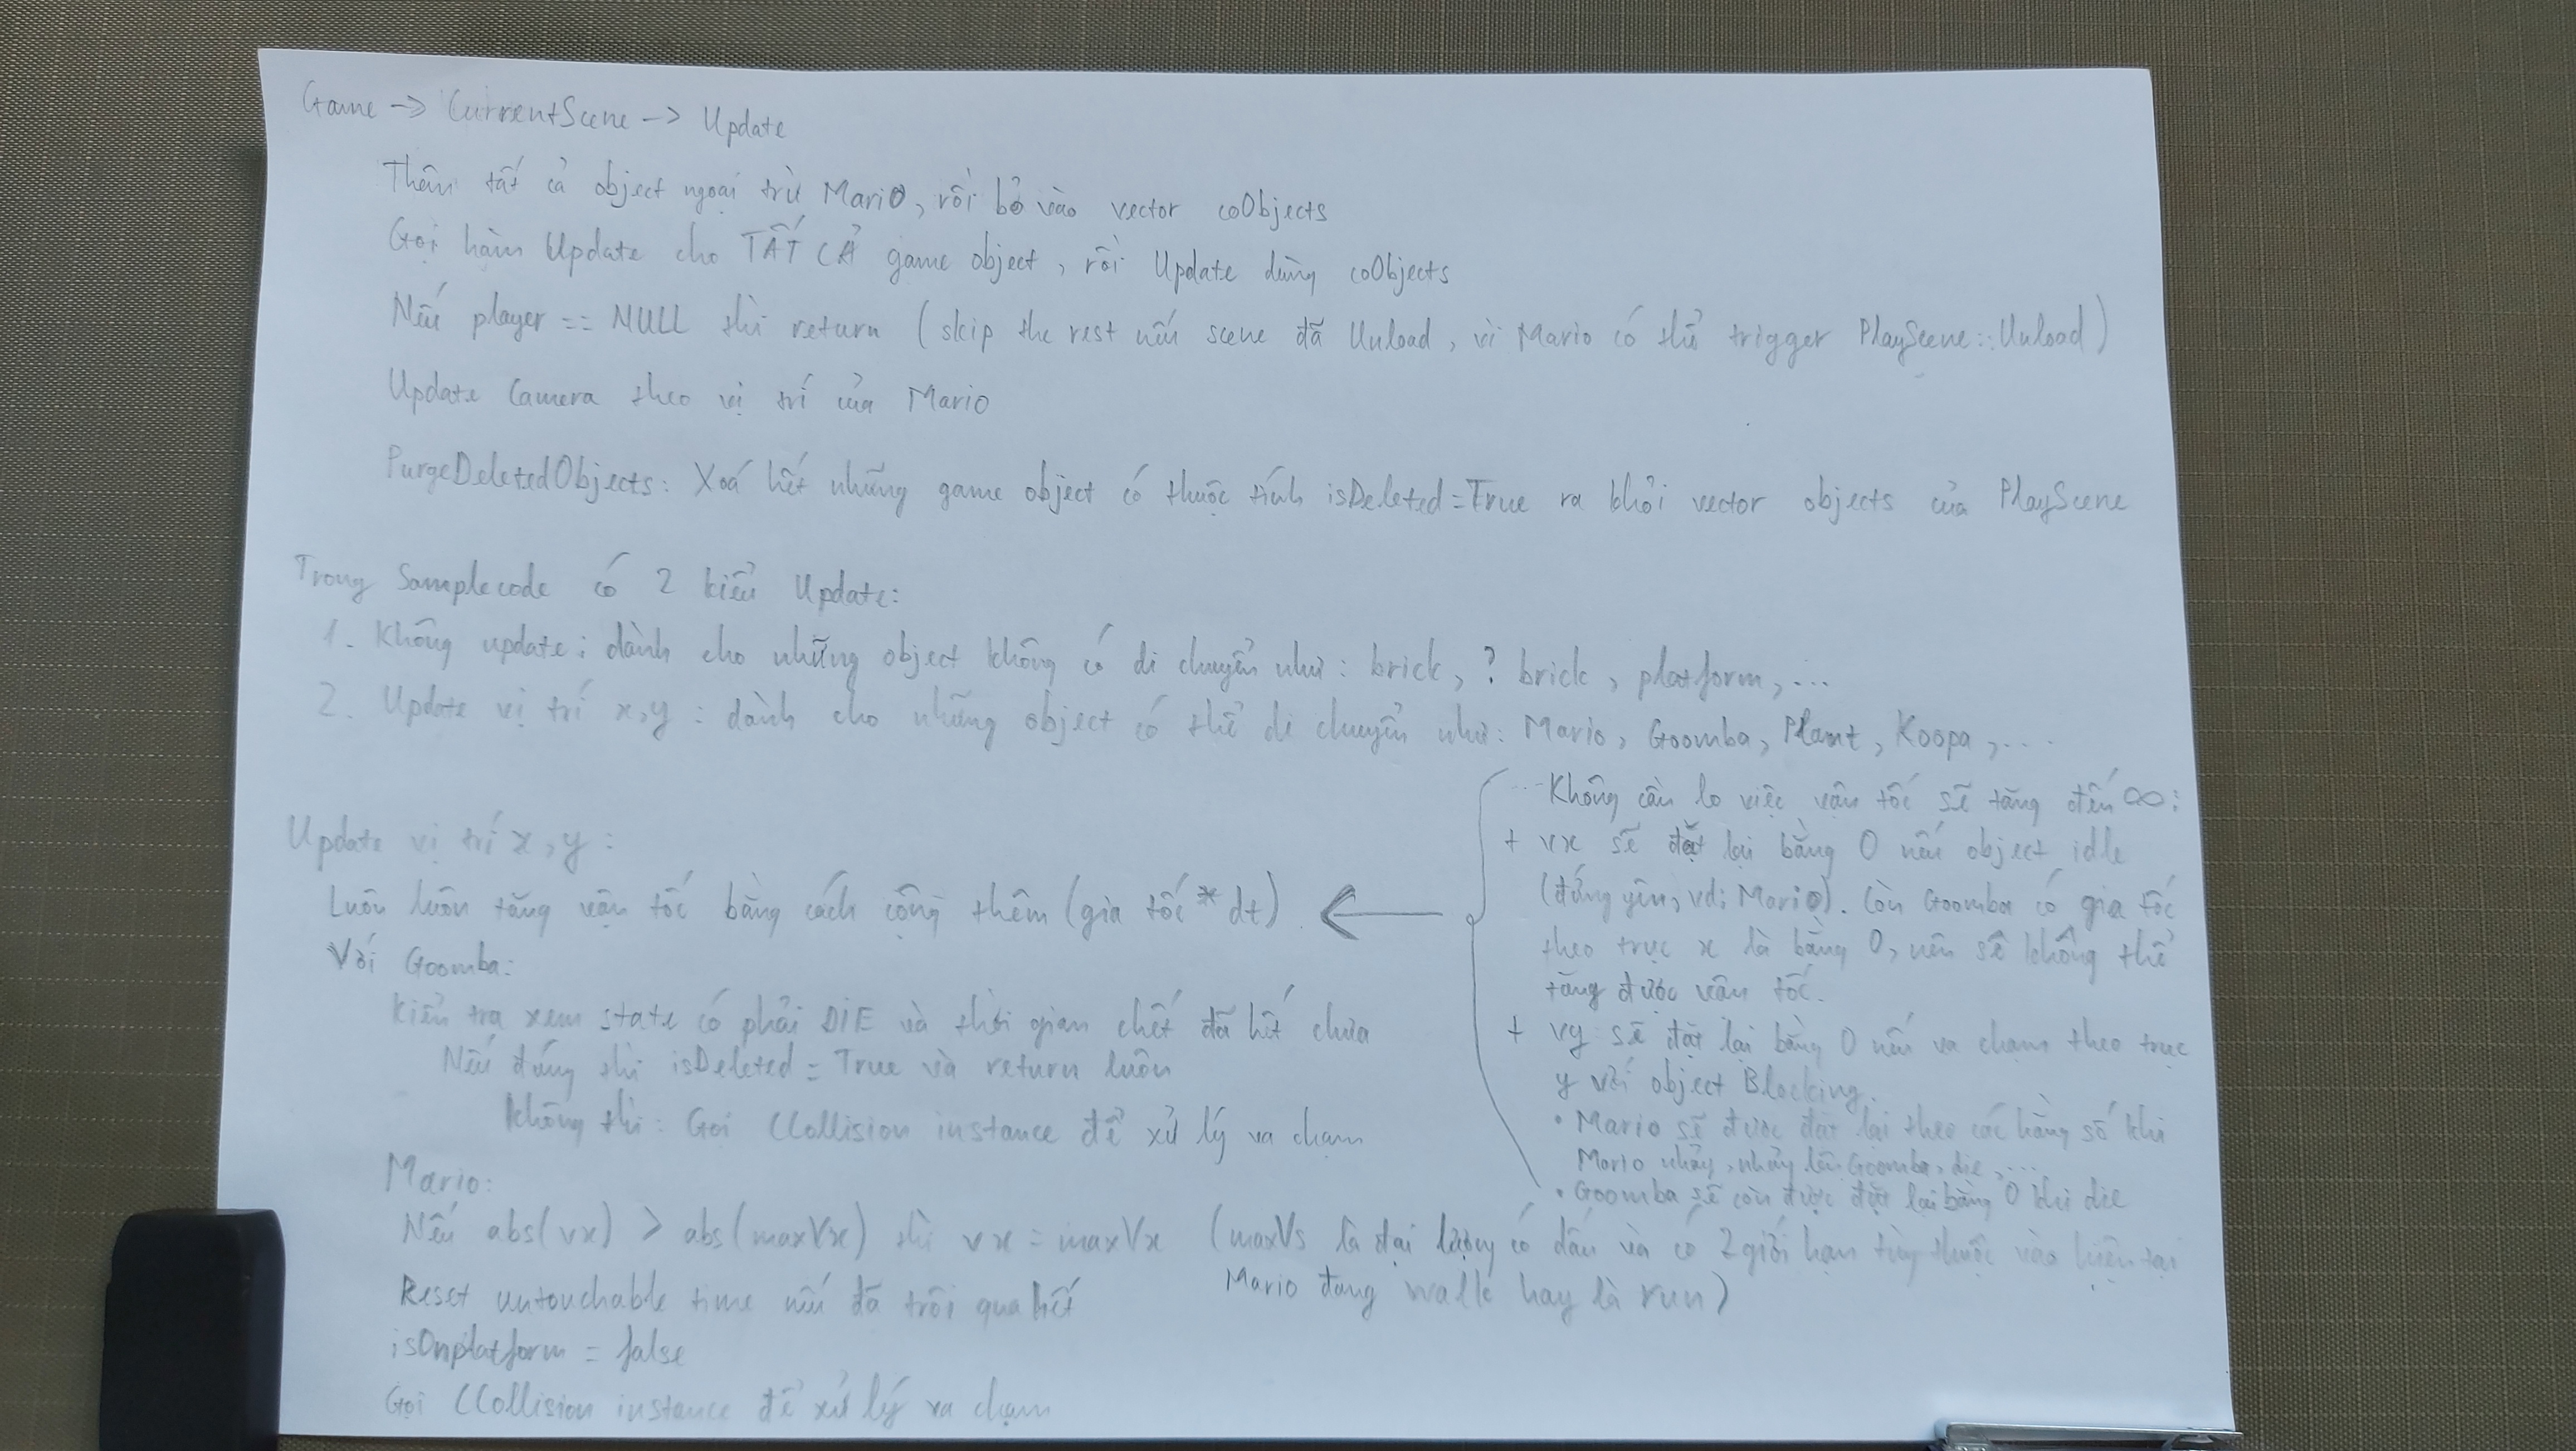 Game -> CurrentScene -> Update
Thêm tất cả object ngoại trừ Mario, rồi bỏ vào vector coObjects
Gọi hàm Update cho TẤT CẢ game object, rồi Update dùng coObjects
Nếu player == NULL thì return (skip the rest nếu scene đã Unload, vì Mario có thể trigger PlayScene::Unload)
Update Camera theo vị trí của Mario
PurgeDeletedObjects: Xoá hết những game object có thuộc tính isDeleted=True ra khỏi vector objects của PlayScene
Trong Samplecode có 2 kiểu Update:
1. Không update: dành cho những object không có di chuyển như: brick, ? brick, platform, ...
2. Update vị trí x,y: dành cho những object có thể di chuyển như: Mario, Goomba, Plant, Koopa, ...
Update vị trí x,y:
Luôn luôn tăng vận tốc bằng cách cộng thêm (gia tốc * dt) <—
Với Goomba:
Kiểm tra xem state có phải DIE và thời gian chết đã hết chưa
Nếu đúng thì isDeleted = True và return luôn
Không thì: Gọi CCollision instance để xử lý va chạm
Mario:
Nếu abs(vx) > abs(maxVx) thì vx = maxVx (maxVs là đại lượng có dấu và có 2 giới hạn tùy thuộc vào hiện tại
Mario đang walk hay là run)
Reset untouchable time nếu đã trôi qua hết
isOnplatform = false
Gọi CCollision instance để xử lý va chạm
Không cần lo việc vận tốc sẽ tăng đến ∞:
+ vx sẽ đặt lại bằng 0 nếu object idle
(đứng yên, vd: Mario). Còn Goomba có gia tốc
theo trục x là bằng 0, nên sẽ không thể
tăng được vận tốc.
+ vy sẽ đặt lại bằng 0 nếu va chạm theo trục
y với object Blocking.
• Mario sẽ được đặt lại theo các hằng số khi
Mario nhảy, nhảy lên Goomba, die, ...
• Goomba sẽ còn được đặt lại bằng 0 khi die